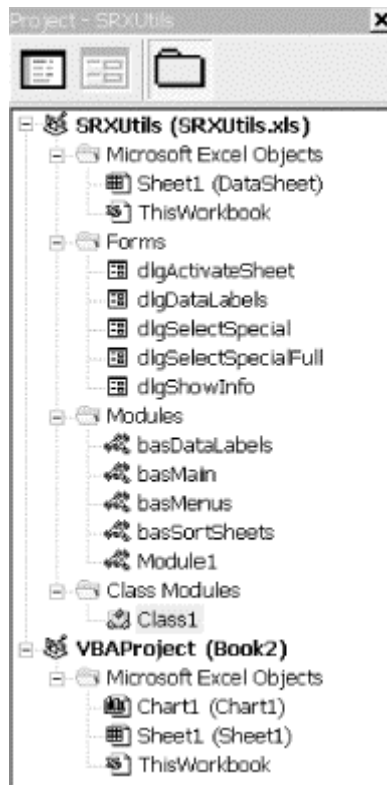 Project - SRXUtils
SRXUtils (SRXUtils.xls)
Microsoft Excel Objects
Sheet1 (DataSheet)
ThisWorkbook
Forms
dlgActivateSheet
dlgDataLabels
dlgSelectSpecial
dlgSelectSpecialFull
dlgShowInfo
Modules
basDataLabels
basMain
basMenus
basSortSheets
Module1
Class Modules
Class1
VBAProject (Book2)
Microsoft Excel Objects
Chart1 (Chart1)
Sheet1 (Sheet1)
ThisWorkbook